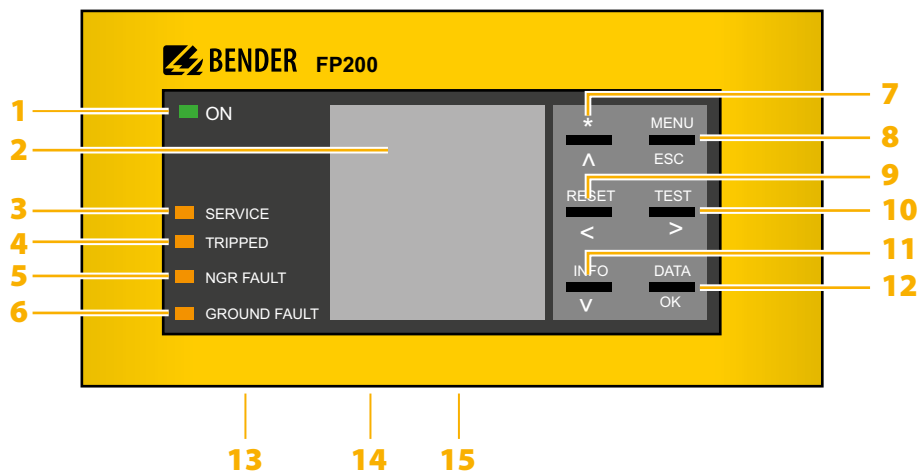 BENDER FP200
1
ON
2
3
SERVICE
4
TRIPPED
5
NGR FAULT
6
GROUND FAULT
*
MENU
7
^
ESC
8
RESET
TEST
9
<
>
10
INFO
DATA
11
v
OK
12
13 14 15